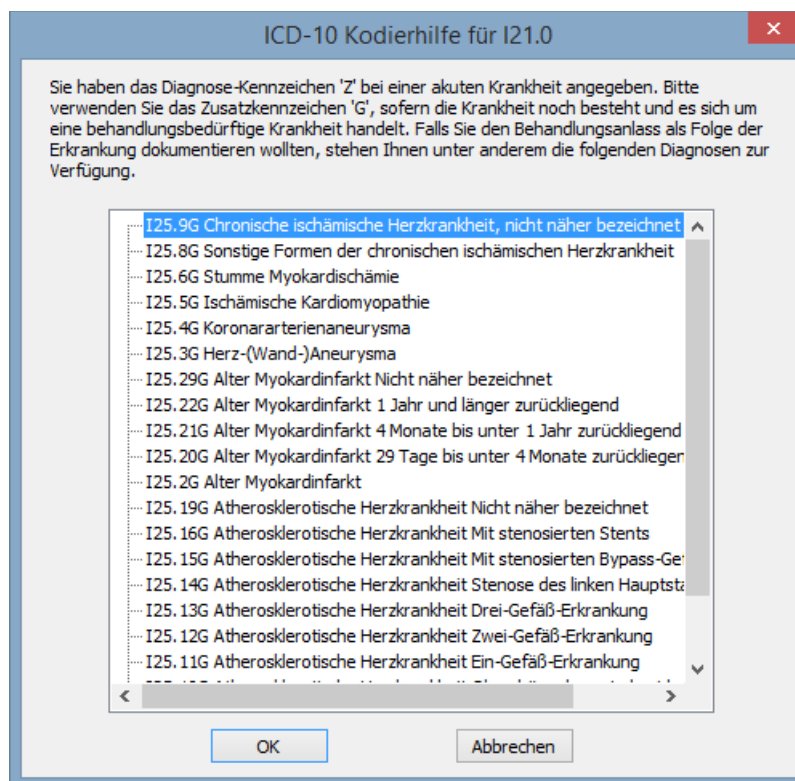 ICD-10 Kodierhilfe für I21.0
Sie haben das Diagnose-Kennzeichen 'Z' bei einer akuten Krankheit angegeben. Bitte
verwenden Sie das Zusatzkennzeichen 'G', sofern die Krankheit noch besteht und es sich um
eine behandlungsbedürftige Krankheit handelt. Falls Sie den Behandlungsanlass als Folge der
Erkrankung dokumentieren wollten, stehen Ihnen unter anderem die folgenden Diagnosen zur
Verfügung.
I25.9G Chronische ischämische Herzkrankheit, nicht näher bezeichnet
I25.8G Sonstige Formen der chronischen ischämischen Herzkrankheit
I25.6G Stumme Myokardischämie
I25.5G Ischämische Kardiomyopathie
I25.4G Koronararterienaneurysma
I25.3G Herz-(Wand-)Aneurysma
I25.29G Alter Myokardinfarkt Nicht näher bezeichnet
I25.22G Alter Myokardinfarkt 1 Jahr und länger zurückliegend
I25.21G Alter Myokardinfarkt 4 Monate bis unter 1 Jahr zurückliegend
I25.20G Alter Myokardinfarkt 29 Tage bis unter 4 Monate zurückliegen
I25.2G Alter Myokardinfarkt
I25.19G Atherosklerotische Herzkrankheit Nicht näher bezeichnet
I25.16G Atherosklerotische Herzkrankheit Mit stenosierten Stents
I25.15G Atherosklerotische Herzkrankheit Mit stenosierten Bypass-Ge
I25.14G Atherosklerotische Herzkrankheit Stenose des linken Hauptst
I25.13G Atherosklerotische Herzkrankheit Drei-Gefäß-Erkrankung
I25.12G Atherosklerotische Herzkrankheit Zwei-Gefäß-Erkrankung
I25.11G Atherosklerotische Herzkrankheit Ein-Gefäß-Erkrankung
OK
Abbrechen